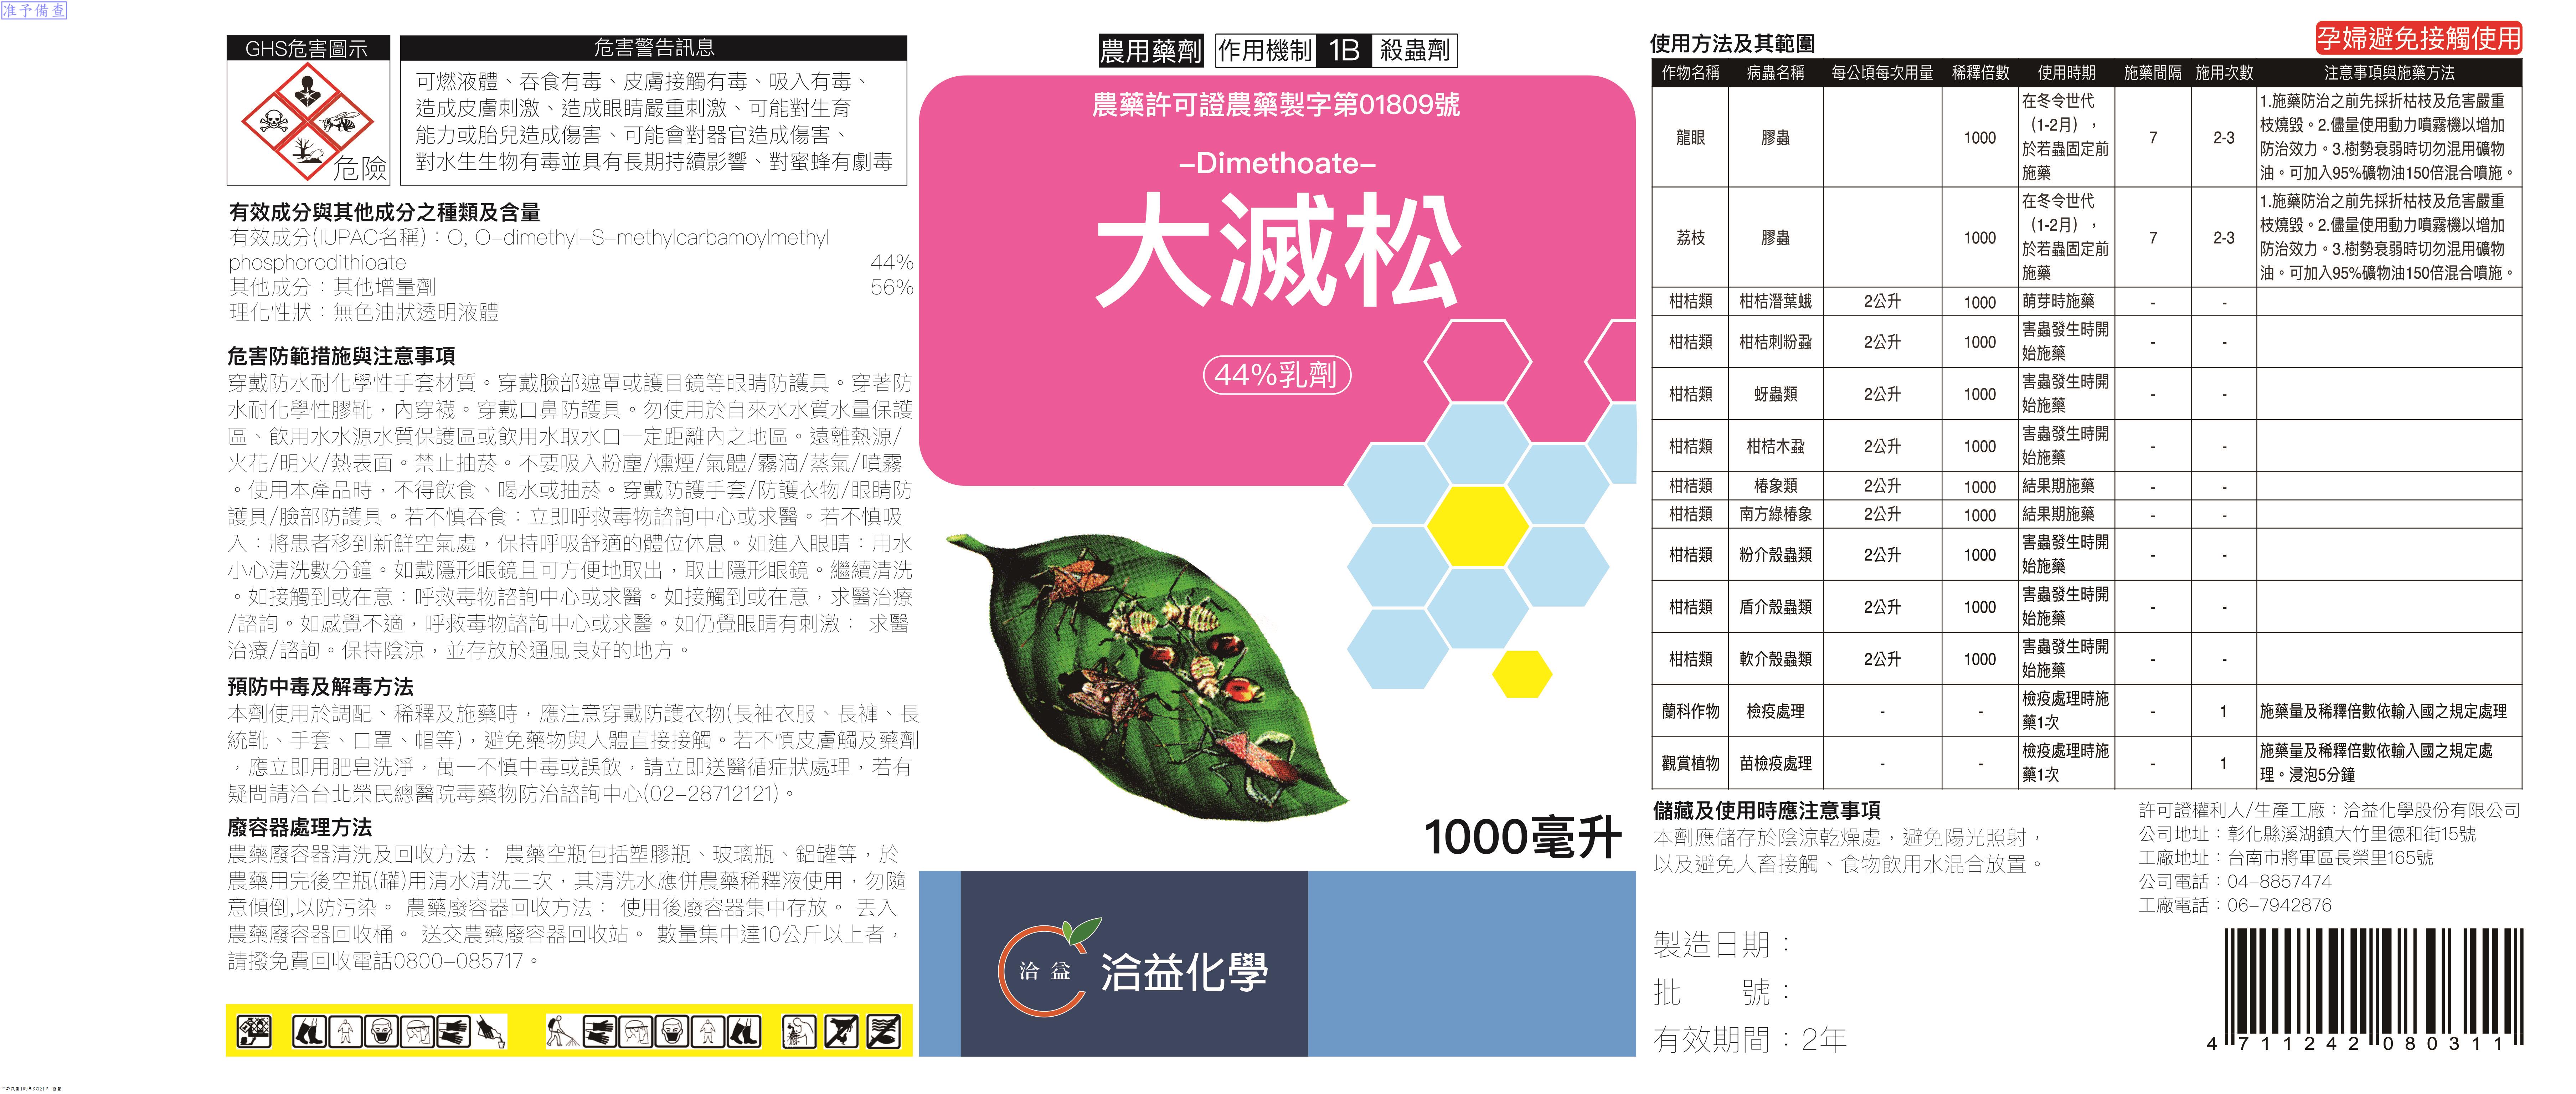 准予備查
GHS危害圖示
危險
危害警告訊息
可燃液體、吞食有毒、皮膚接觸有毒、吸入有毒、
造成皮膚刺激、造成眼睛嚴重刺激、可能對生育
能力或胎兒造成傷害、可能會對器官造成傷害、
對水生生物有毒並具有長期持續影響、對蜜蜂有劇毒
有效成分與其他成分之種類及含量
有效成分(IUPAC名稱)：O, O–dimethyl–S–methylcarbamoylmethyl
phosphorodithioate 44%
其他成分：其他增量劑 56%
理化性狀：無色油狀透明液體
危害防範措施與注意事項
穿戴防水耐化學性手套材質。穿戴臉部遮罩或護目鏡等眼睛防護具。穿著防
水耐化學性膠靴，內穿襪。穿戴口鼻防護具。勿使用於自來水水質水量保護
區、飲用水水源水質保護區或飲用水取水口一定距離內之地區。遠離熱源/
火花/明火/熱表面。禁止抽菸。不要吸入粉塵/燻煙/氣體/霧滴/蒸氣/噴霧
。使用本產品時，不得飲食、喝水或抽菸。穿戴防護手套/防護衣物/眼睛防
護具/臉部防護具。若不慎吞食：立即呼救毒物諮詢中心或求醫。若不慎吸
入：將患者移到新鮮空氣處，保持呼吸舒適的體位休息。如進入眼睛：用水
小心清洗數分鐘。如戴隱形眼鏡且可方便地取出，取出隱形眼鏡。繼續清洗
。如接觸到或在意：呼救毒物諮詢中心或求醫。如接觸到或在意，求醫治療
/諮詢。如感覺不適，呼救毒物諮詢中心或求醫。如仍覺眼睛有刺激： 求醫
治療/諮詢。保持陰涼，並存放於通風良好的地方。
預防中毒及解毒方法
本劑使用於調配、稀釋及施藥時，應注意穿戴防護衣物(長袖衣服、長褲、長
統靴、手套、口罩、帽等)，避免藥物與人體直接接觸。若不慎皮膚觸及藥劑
，應立即用肥皂洗淨，萬一不慎中毒或誤飲，請立即送醫循症狀處理，若有
疑問請洽台北榮民總醫院毒藥物防治諮詢中心(02–28712121)。
廢容器處理方法
農藥廢容器清洗及回收方法： 農藥空瓶包括塑膠瓶、玻璃瓶、鋁罐等，於
農藥用完後空瓶(罐)用清水清洗三次，其清洗水應併農藥稀釋液使用，勿隨
意傾倒,以防污染。 農藥廢容器回收方法： 使用後廢容器集中存放。 丟入
農藥廢容器回收桶。 送交農藥廢容器回收站。 數量集中達10公斤以上者，
請撥免費回收電話0800–085717。
農用藥劑 作用機制 1B 殺蟲劑
農藥許可證農藥製字第01809號
–Dimethoate–
大滅松
44%乳劑
1000毫升
洽益
洽益化學
使用方法及其範圍
孕婦避免接觸使用
作物名稱 病蟲名稱 每公頃每次用量 稀釋倍數 使用時期 施藥間隔 施用次數 注意事項與施藥方法
龍眼 膠蟲 1000 在冬令世代（1-2月），於若蟲固定前施藥 7 2-3 1.施藥防治之前先採折枯枝及危害嚴重枝燒毀。2.儘量使用動力噴霧機以增加防治效力。3.樹勢衰弱時切勿混用礦物油。可加入95%礦物油150倍混合噴施。
荔枝 膠蟲 1000 在冬令世代（1-2月），於若蟲固定前施藥 7 2-3 1.施藥防治之前先採折枯枝及危害嚴重枝燒毀。2.儘量使用動力噴霧機以增加防治效力。3.樹勢衰弱時切勿混用礦物油。可加入95%礦物油150倍混合噴施。
柑桔類 柑桔潛葉蛾 2公升 1000 萌芽時施藥 - -
柑桔類 柑桔刺粉蝨 2公升 1000 害蟲發生時開始施藥 - -
柑桔類 蚜蟲類 2公升 1000 害蟲發生時開始施藥 - -
柑桔類 柑桔木蝨 2公升 1000 害蟲發生時開始施藥 - -
柑桔類 椿象類 2公升 1000 結果期施藥 - -
柑桔類 南方綠椿象 2公升 1000 結果期施藥 - -
柑桔類 粉介殼蟲類 2公升 1000 害蟲發生時開始施藥 - -
柑桔類 盾介殼蟲類 2公升 1000 害蟲發生時開始施藥 - -
柑桔類 軟介殼蟲類 2公升 1000 害蟲發生時開始施藥 - -
蘭科作物 檢疫處理 - - 檢疫處理時施藥1次 - 1 施藥量及稀釋倍數依輸入國之規定處理
觀賞植物 苗檢疫處理 - - 檢疫處理時施藥1次 - 1 施藥量及稀釋倍數依輸入國之規定處理。浸泡5分鐘
儲藏及使用時應注意事項
本劑應儲存於陰涼乾燥處，避免陽光照射，
以及避免人畜接觸、食物飲用水混合放置。
許可證權利人/生產工廠：洽益化學股份有限公司
公司地址：彰化縣溪湖鎮大竹里德和街15號
工廠地址：台南市將軍區長榮里165號
公司電話：04–8857474
工廠電話：06–7942876
製造日期：
批 號：
有效期間：2年
4 711242 080311